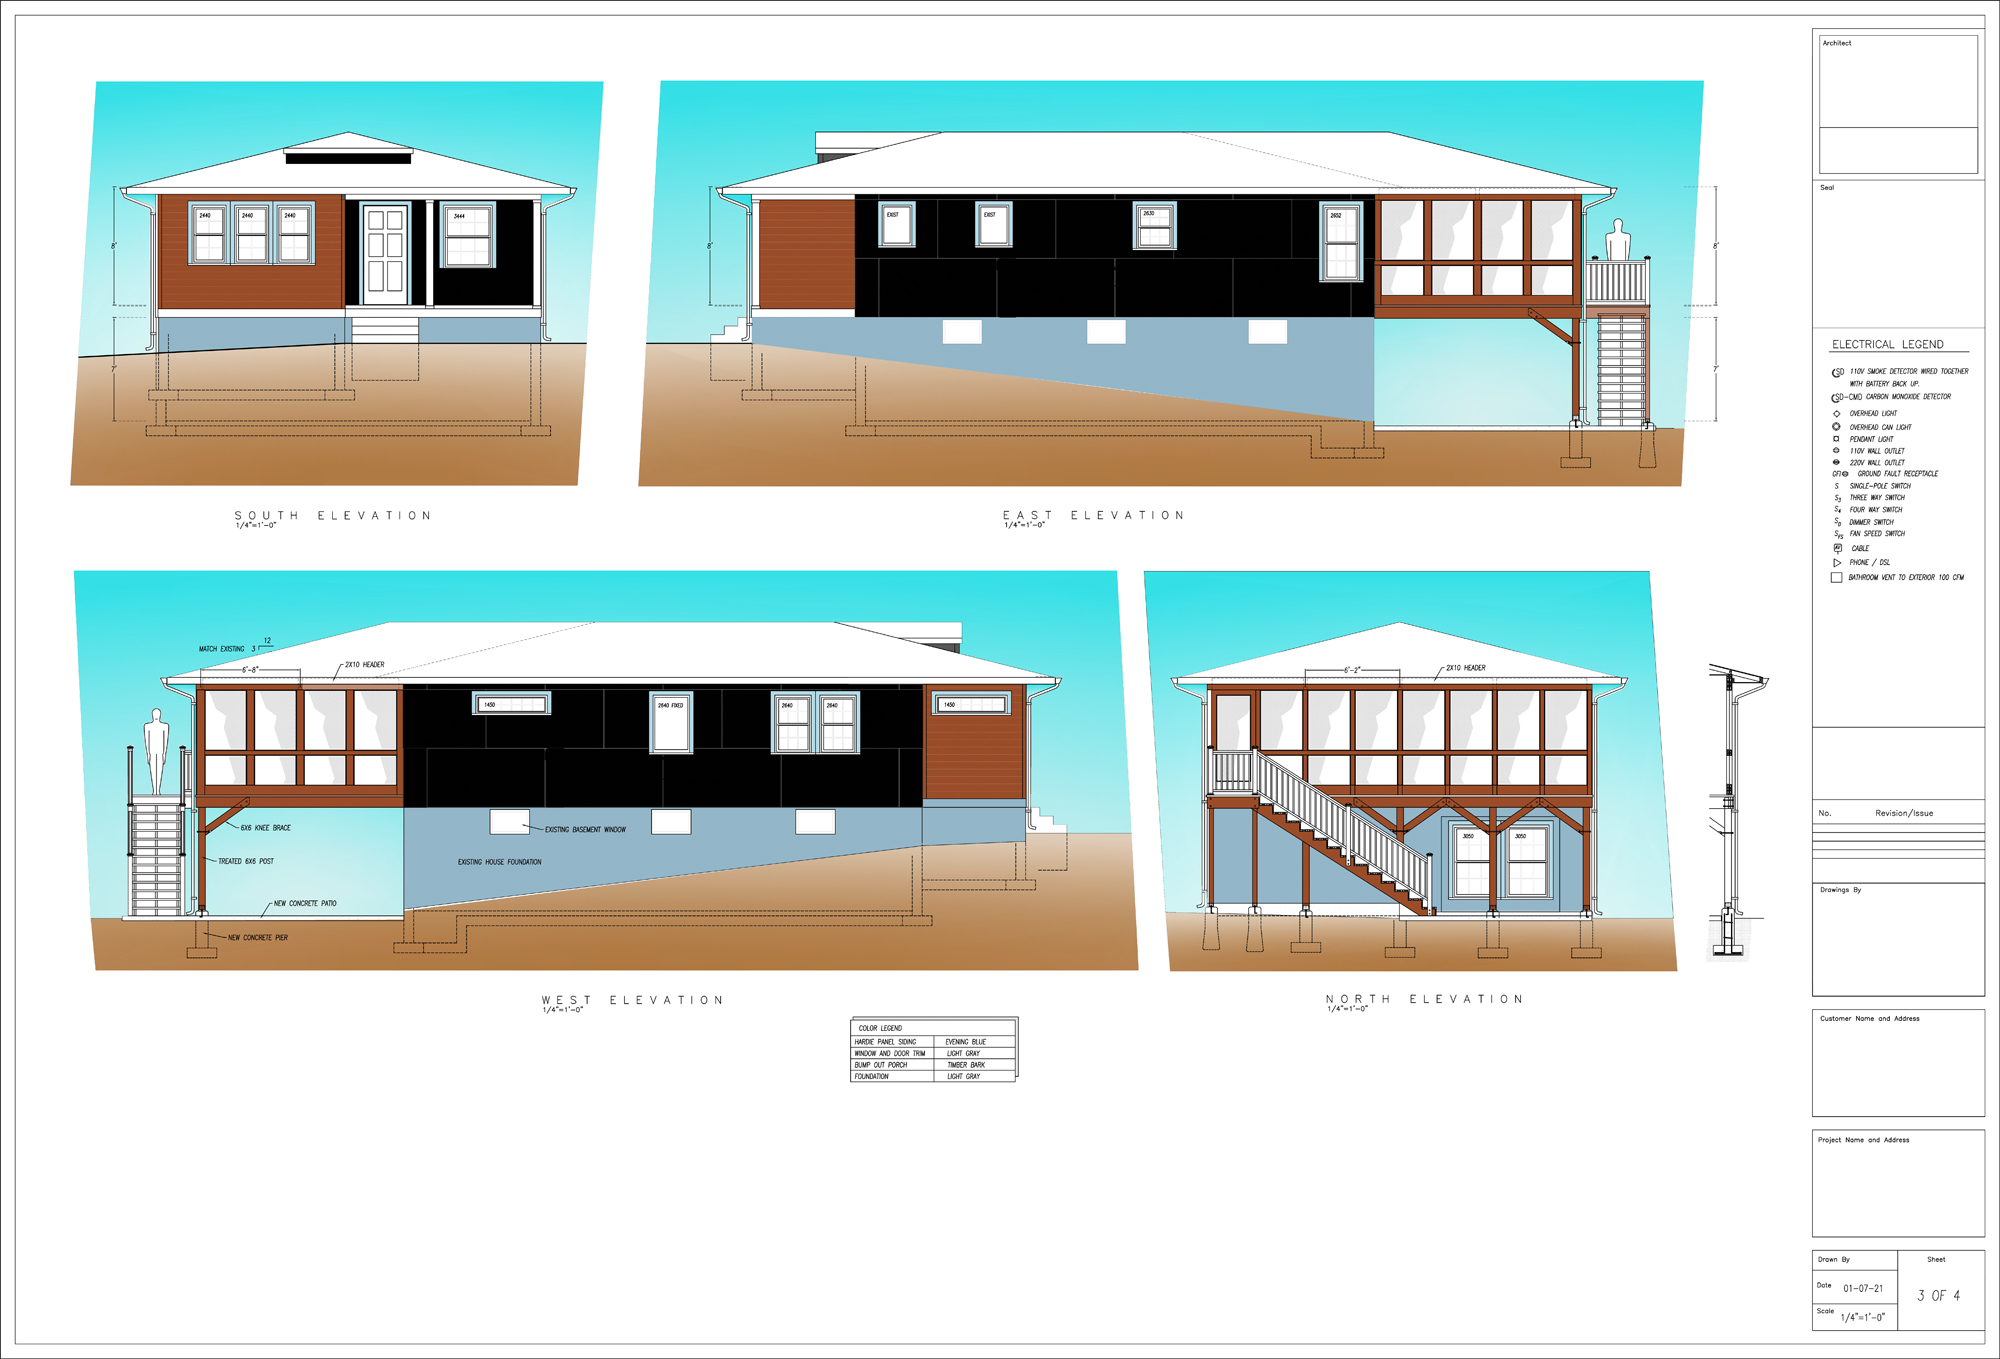 2440
2440
2440
3444
8'
7'
SOUTH ELEVATION
1/4"=1'-0"
EXIST
EXIST
2630
2652
8'
8'
7'
EAST ELEVATION
1/4"=1'-0"
MATCH EXISTING 3
12
6'-8"
2X10 HEADER
1450
2640 FIXED
2640
2640
1450
6X6 KNEE BRACE
EXISTING BASEMENT WINDOW
TREATED 6X6 POST
EXISTING HOUSE FOUNDATION
NEW CONCRETE PATIO
NEW CONCRETE PIER
WEST ELEVATION
1/4"=1'-0"
6'-2"
2X10 HEADER
3050
3050
NORTH ELEVATION
1/4"=1'-0"
COLOR LEGEND
HARDIE PANEL SIDING EVENING BLUE
WINDOW AND DOOR TRIM LIGHT GRAY
BUMP OUT PORCH TIMBER BARK
FOUNDATION LIGHT GRAY
Architect
Seal
ELECTRICAL LEGEND
SD 110V SMOKE DETECTOR WIRED TOGETHER
WITH BATTERY BACK UP.
SD-CMD CARBON MONOXIDE DETECTOR
OVERHEAD LIGHT
OVERHEAD CAN LIGHT
PENDANT LIGHT
110V WALL OUTLET
220V WALL OUTLET
GFI GROUND FAULT RECEPTACLE
S SINGLE-POLE SWITCH
S3 THREE WAY SWITCH
S4 FOUR WAY SWITCH
SD DIMMER SWITCH
SFS FAN SPEED SWITCH
CABLE
PHONE / DSL
BATHROOM VENT TO EXTERIOR 100 CFM
No. Revision/Issue
Drawings By
Customer Name and Address
Project Name and Address
Drawn By
Sheet
Date 01-07-21
3 OF 4
Scale 1/4"=1'-0"